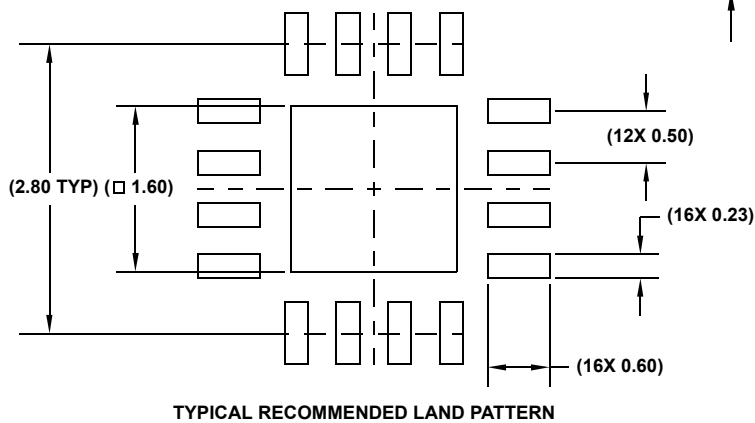 (12X 0.50)
(2.80 TYP) (□ 1.60)
(16X 0.23)
(16X 0.60)
TYPICAL RECOMMENDED LAND PATTERN